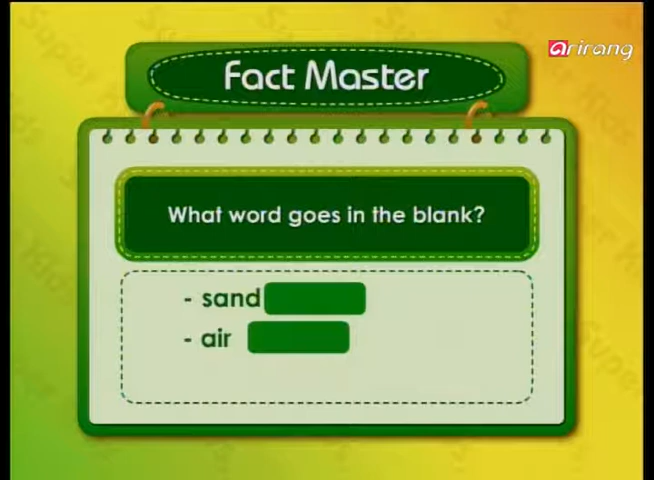 arirang
Fact Master
What word goes in the blank?
- sand
- air